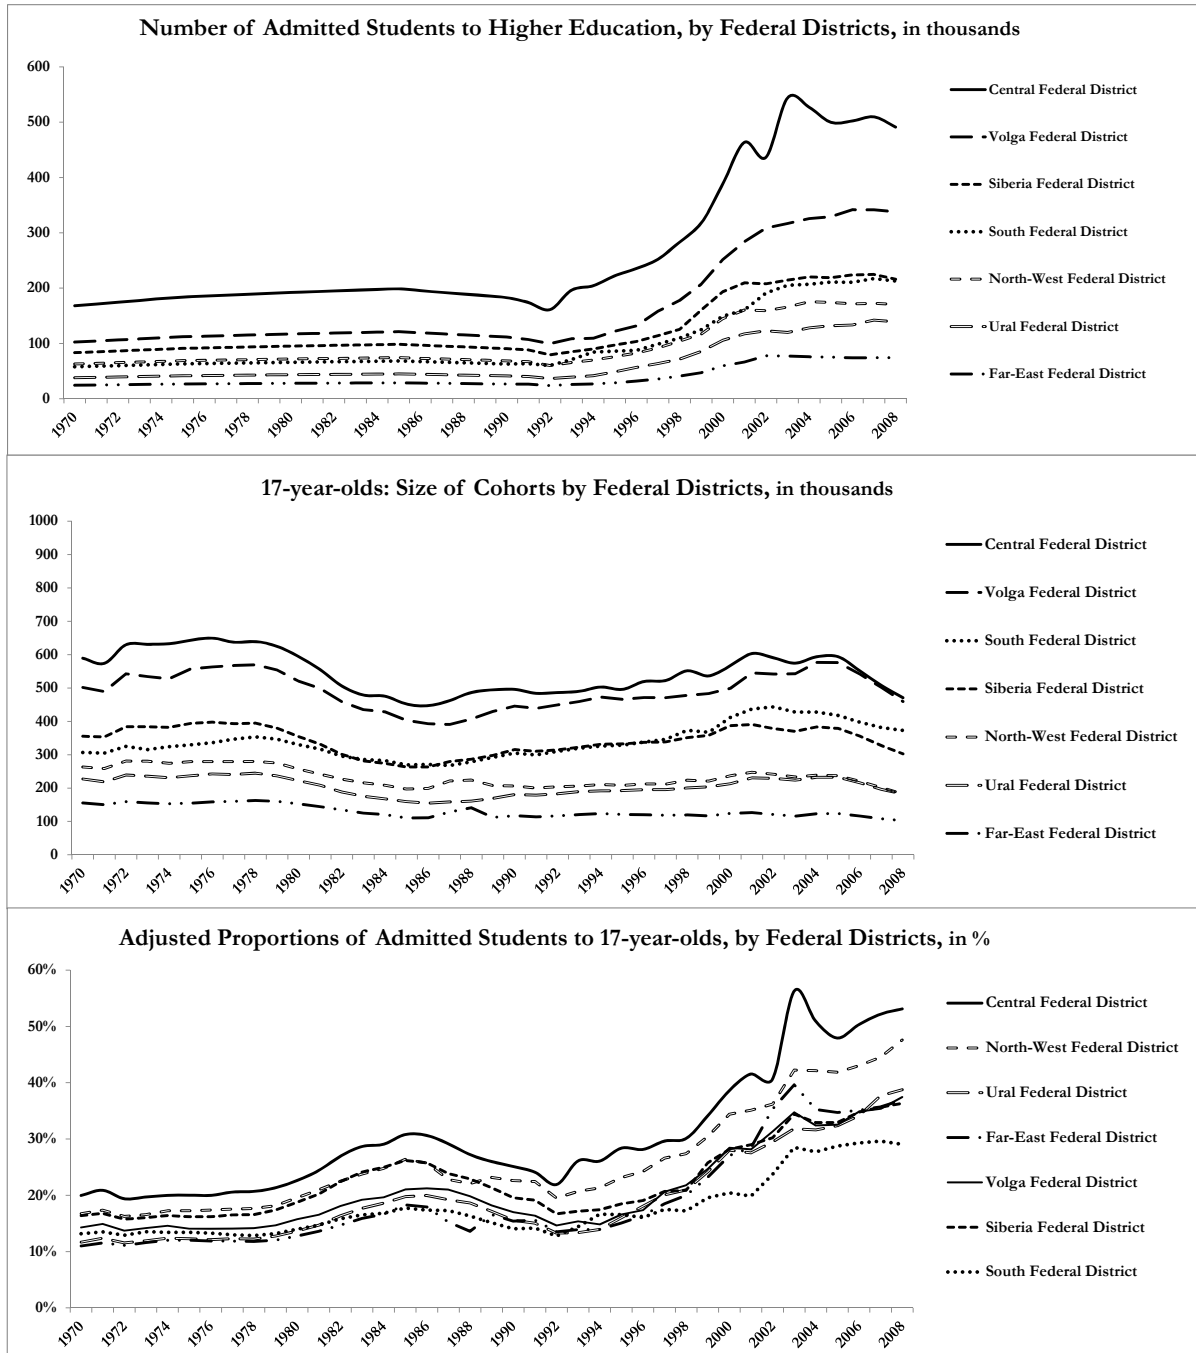 Number of Admitted Students to Higher Education, by Federal Districts, in thousands
600
500
400
300
200
100
0
1970 1972 1974 1976 1978 1980 1982 1984 1986 1988 1990 1992 1994 1996 1998 2000 2002 2004 2006 2008
Central Federal District
Volga Federal District
Siberia Federal District
South Federal District
North-West Federal District
Ural Federal District
Far-East Federal District
17-year-olds: Size of Cohorts by Federal Districts, in thousands
1000
900
800
700
600
500
400
300
200
100
0
1970 1972 1974 1976 1978 1980 1982 1984 1986 1988 1990 1992 1994 1996 1998 2000 2002 2004 2006 2008
Central Federal District
Volga Federal District
South Federal District
Siberia Federal District
North-West Federal District
Ural Federal District
Far-East Federal District
Adjusted Proportions of Admitted Students to 17-year-olds, by Federal Districts, in %
60%
50%
40%
30%
20%
10%
0%
1970 1972 1974 1976 1978 1980 1982 1984 1986 1988 1990 1992 1994 1996 1998 2000 2002 2004 2006 2008
Central Federal District
North-West Federal District
Ural Federal District
Far-East Federal District
Volga Federal District
Siberia Federal District
South Federal District